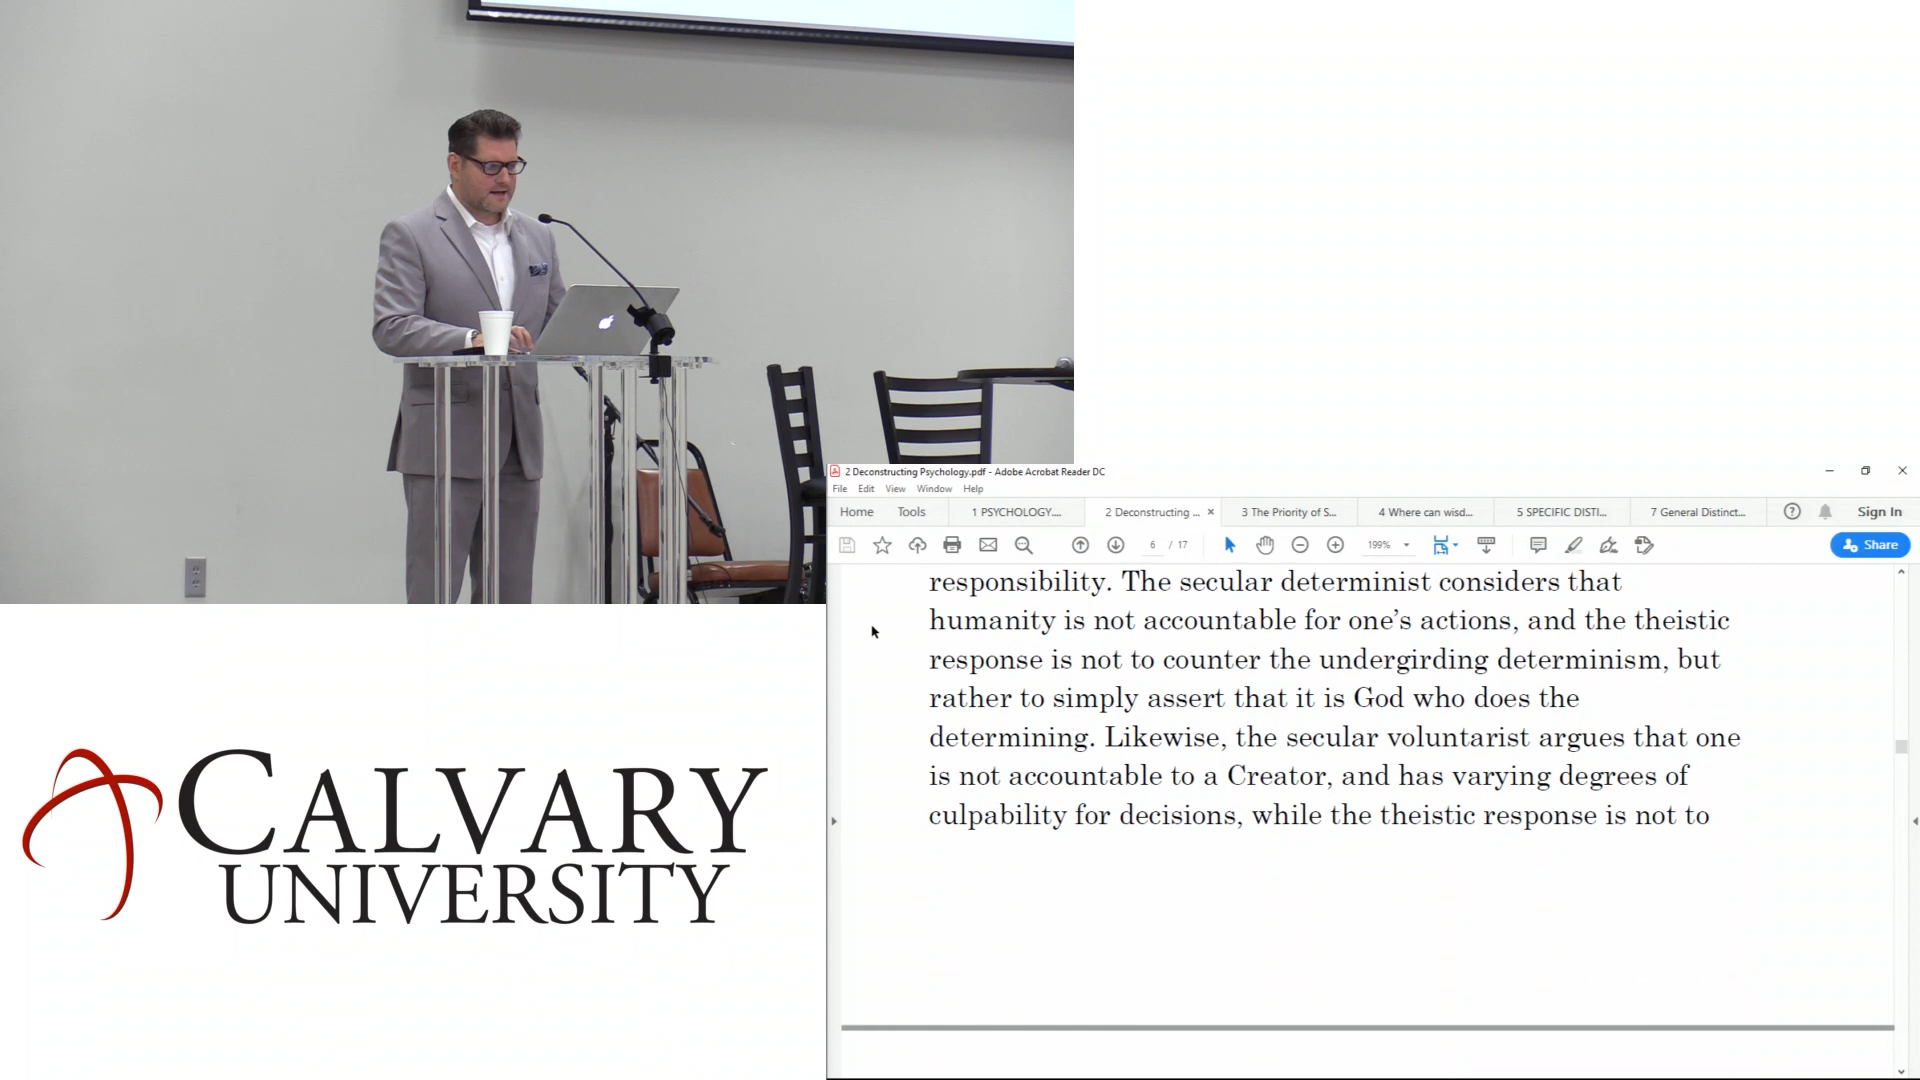 2 Deconstructing Psychology.pdf - Adobe Acrobat Reader DC
File Edit View Window Help
Home Tools 1 PSYCHOLOGY.... 2 Deconstructing ... 3 The Priority of S... 4 Where can wisd... 5 SPECIFIC DISTI... 7 General Distinct... Sign In
6 / 17 199% Share
responsibility. The secular determinist considers that
humanity is not accountable for one’s actions, and the theistic
response is not to counter the undergirding determinism, but
rather to simply assert that it is God who does the
determining. Likewise, the secular voluntarist argues that one
is not accountable to a Creator, and has varying degrees of
culpability for decisions, while the theistic response is not to
CALVARY
UNIVERSITY